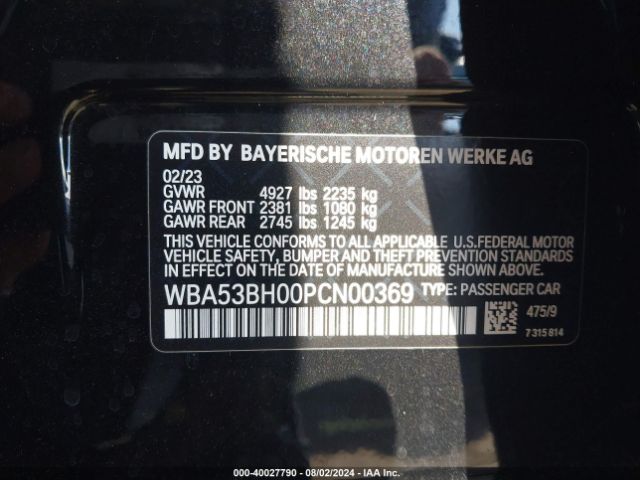 MFD BY BAYERISCHE MOTOREN WERKE AG
02/23
GVWR 4927 lbs 2235 kg
GAWR FRONT 2381 lbs 1080 kg
GAWR REAR 2745 lbs 1245 kg
THIS VEHICLE CONFORMS TO ALL APPLICABLE U.S.FEDERAL MOTOR
VEHICLE SAFETY, BUMPER AND THEFT PREVENTION STANDARDS
IN EFFECT ON THE DATE OF MANUFACTURE SHOWN ABOVE.
WBA53BH00PCN00369 TYPE: PASSENGER CAR
475/9
7 315 814
000-40027790 - 08/02/2024 - IAA Inc.